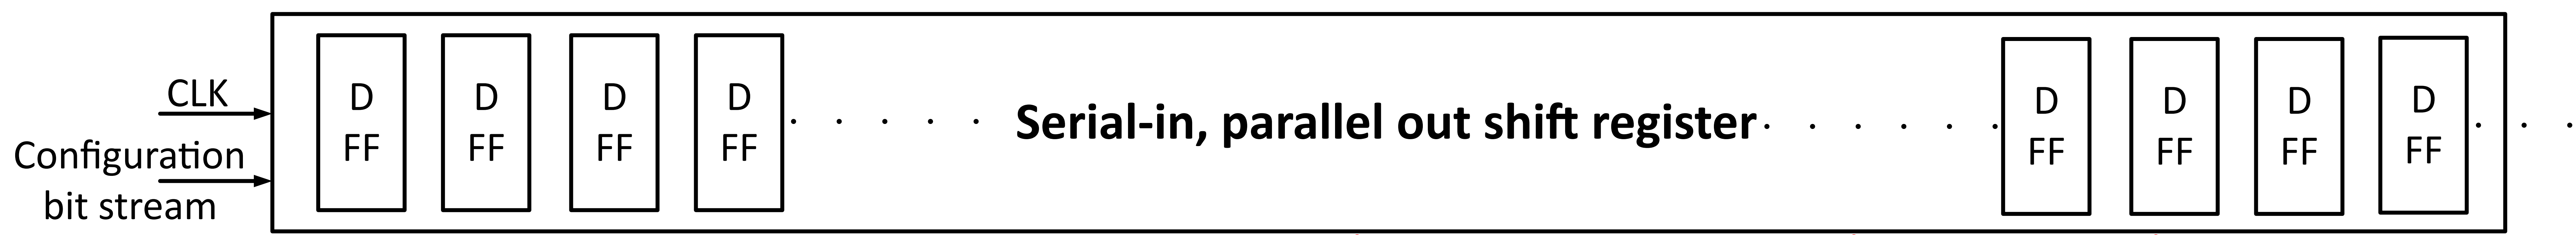 CLK
Configuration
bit stream
D
FF
D
FF
D
FF
D
FF
Serial-in, parallel out shift register
D
FF
D
FF
D
FF
D
FF